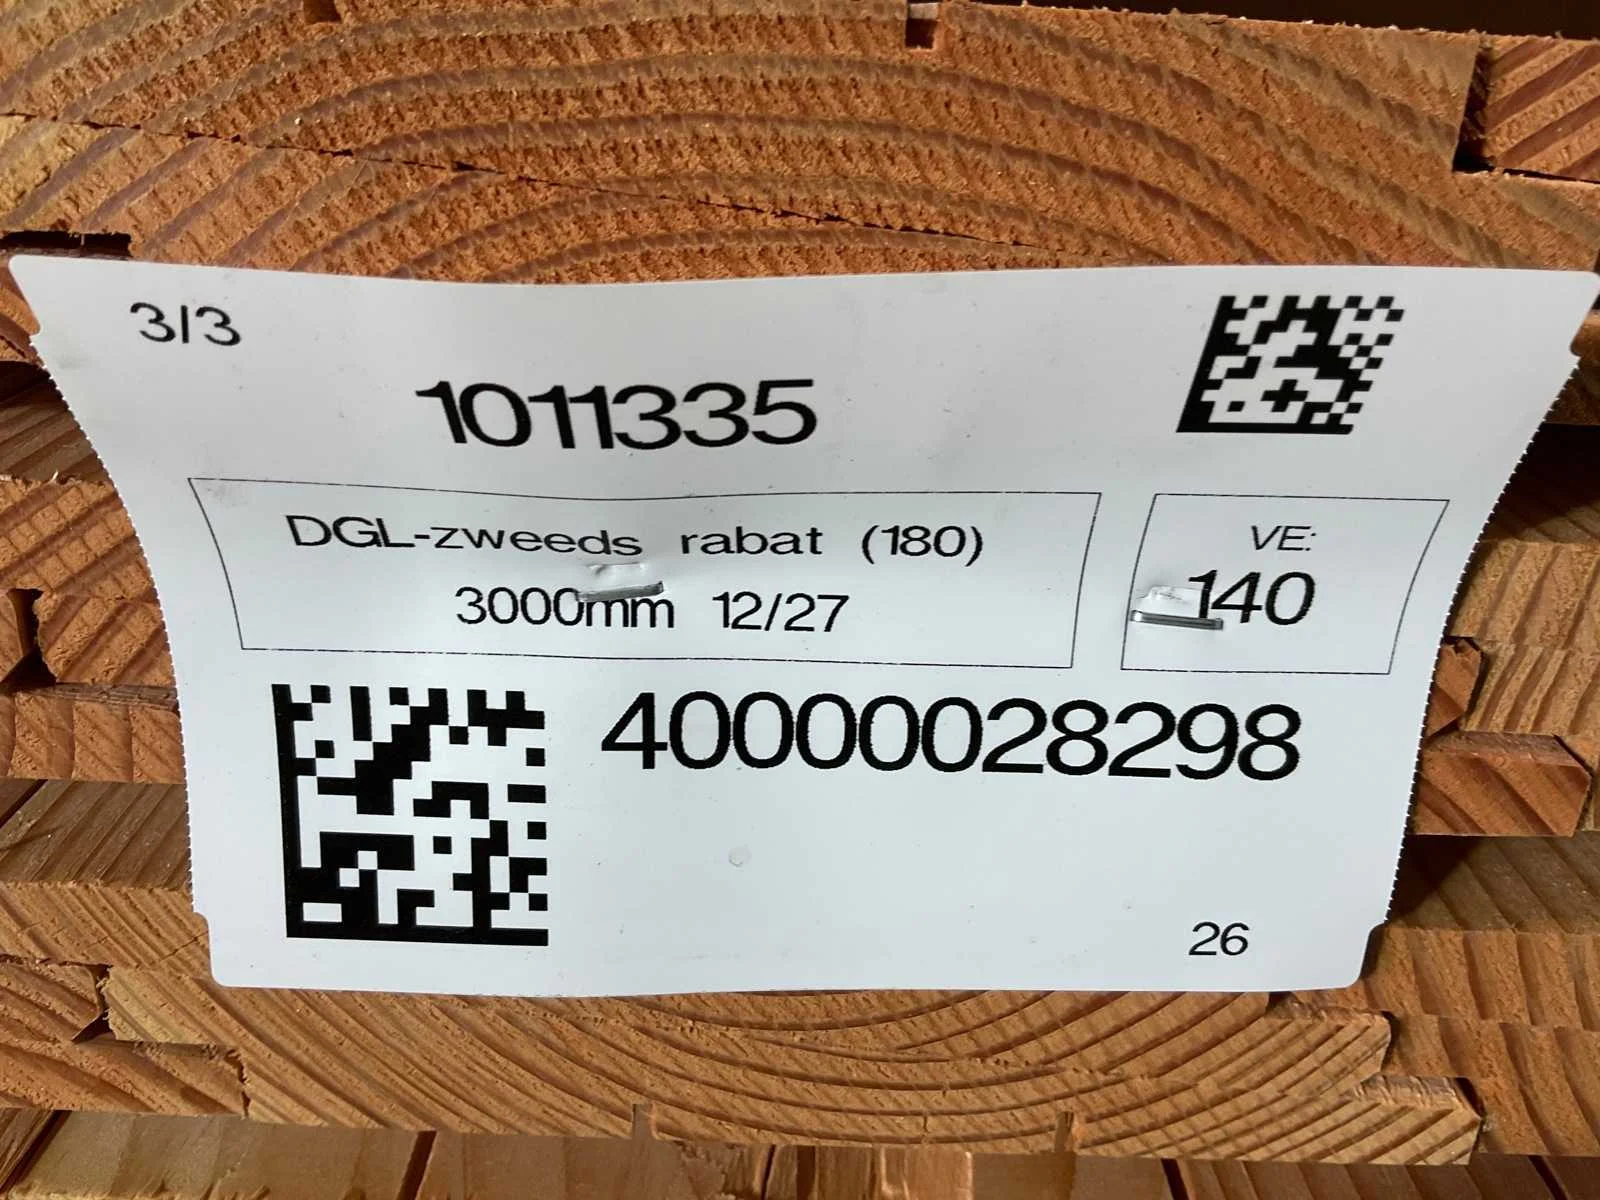 3/3
1011335
DGL-zweeds rabat (180)
3000mm 12/27
VE:
140
40000028298
26